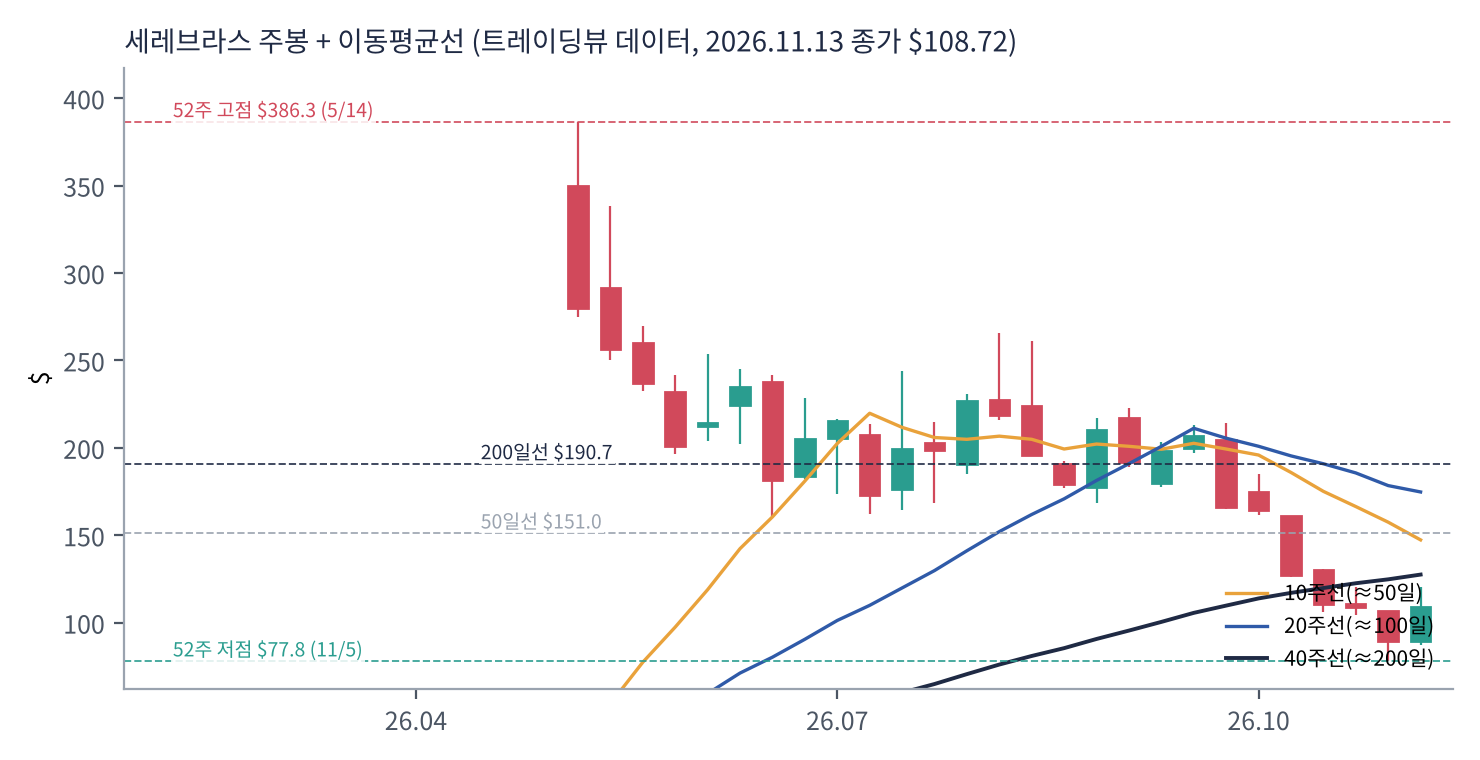 세레브라스 주봉 + 이동평균선 (트레이딩뷰 데이터, 2026.11.13 종가 $108.72)
400
52주 고점 $386.3 (5/14)
350
300
250
$
200
200일선 $190.7
150
50일선 $151.0
100
10주선(≈50일)
20주선(≈100일)
40주선(≈200일)
52주 저점 $77.8 (11/5)
26.04
26.07
26.10